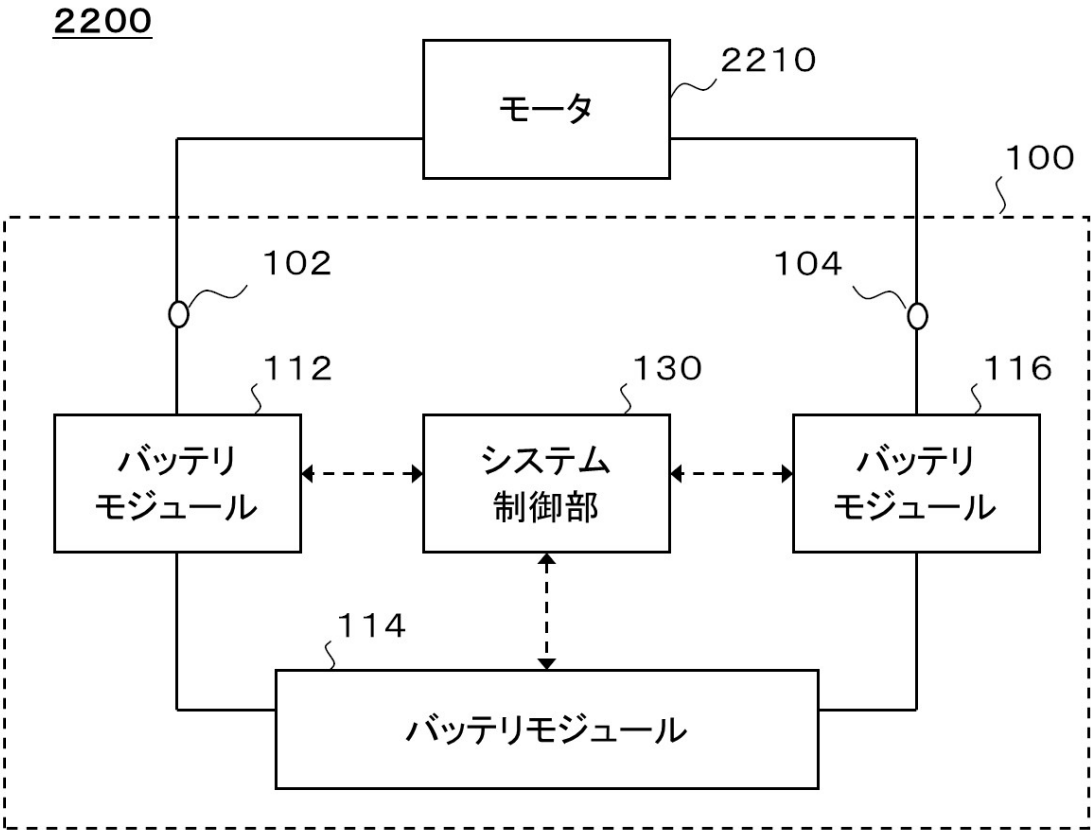 2200
2210
モータ
100
102
104
112
130
116
バッテリ
モジュール
システム
制御部
バッテリ
モジュール
114
バッテリモジュール